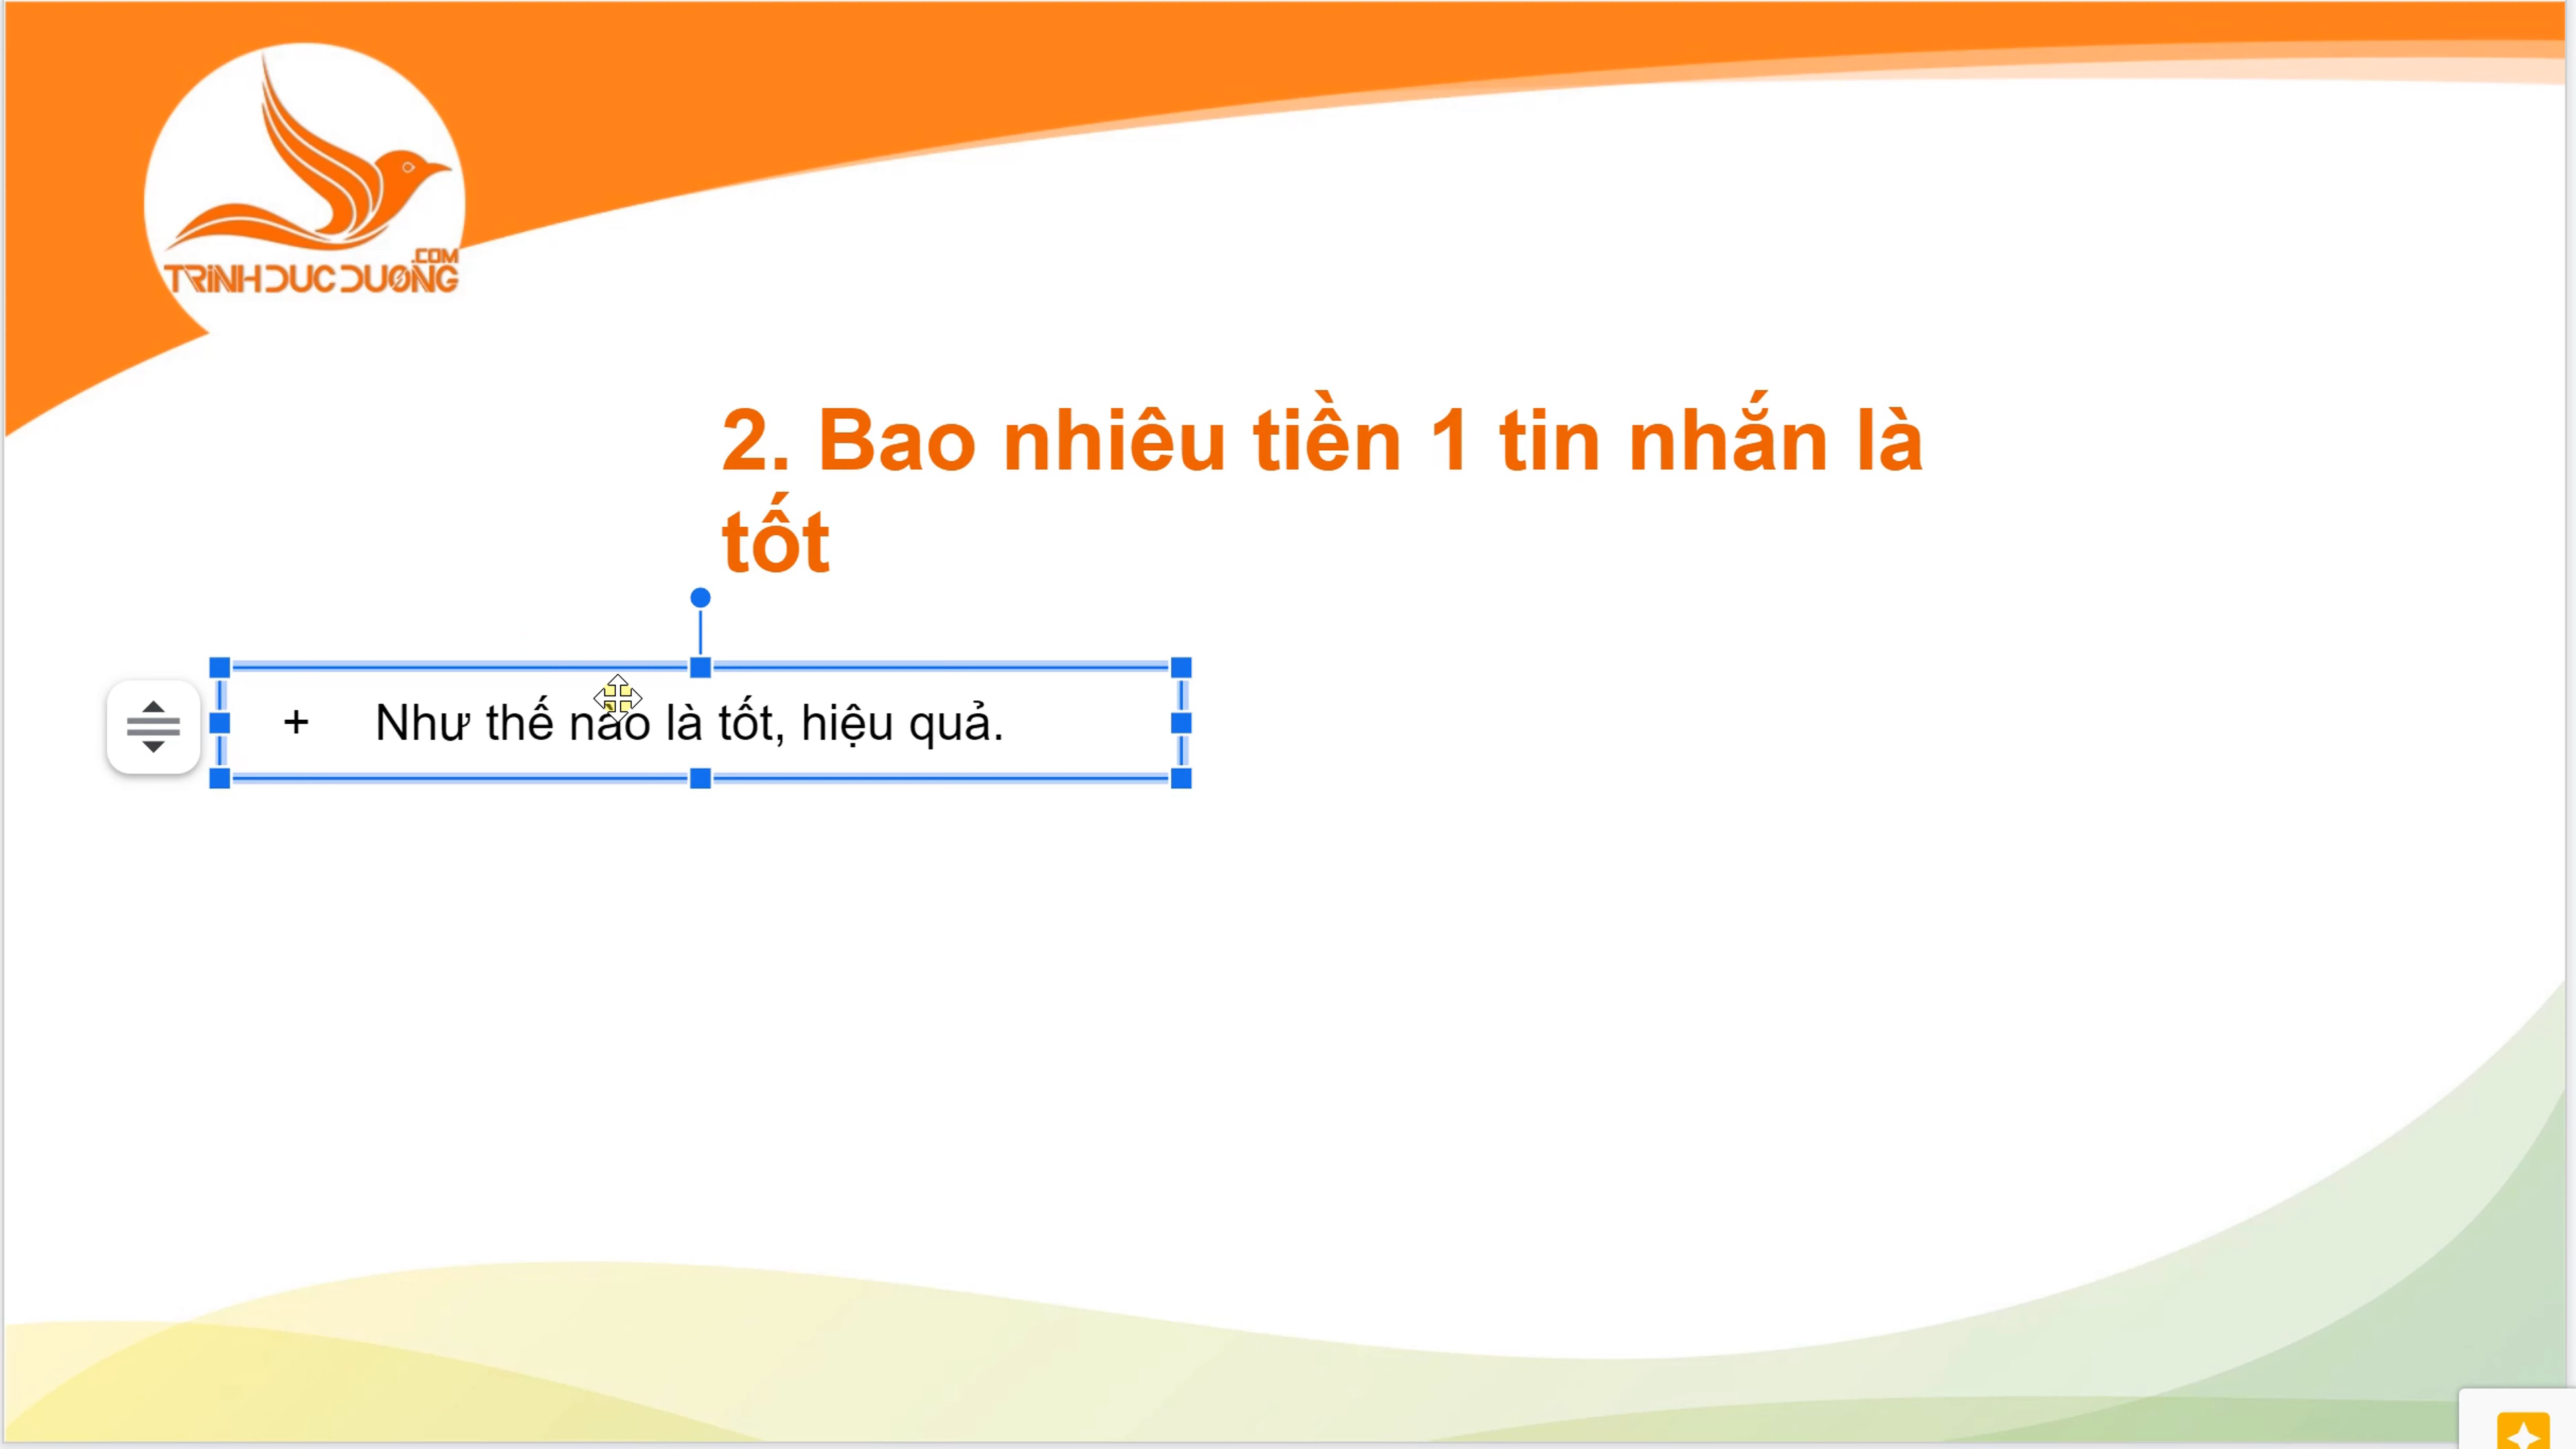 .COM
TRINHDUCDUONG
2. Bao nhiêu tiền 1 tin nhắn là
tốt
+ Như thế nào là tốt, hiệu quả.